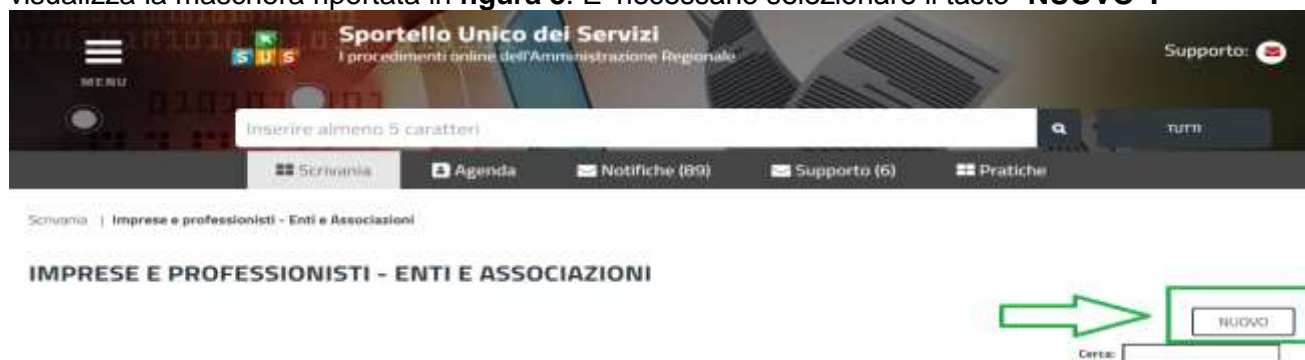 visualizza la maschera riportata in figura 3. E' necessario selezionare il tasto "NUOVO"
Sportello Unico dei Servizi
I procedimenti online dell'Amministrazione Regionale
Supporto:
MENU
SUS
Inserire almeno 5 caratteri
TUTTI
Scrivania
Agenda
Notifiche (89)
Supporto (6)
Pratiche
Scrivania | Imprese e professionisti - Enti e Associazioni
IMPRESE E PROFESSIONISTI - ENTI E ASSOCIAZIONI
NUOVO
Cerca: